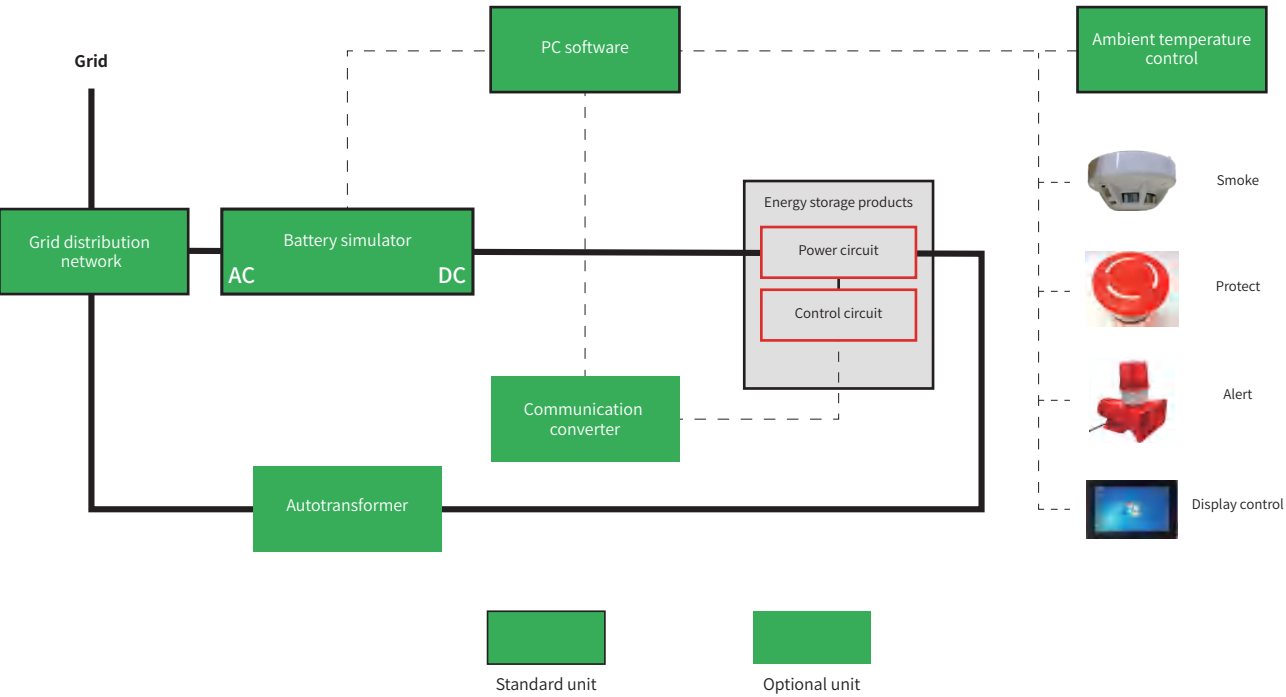 PC software
Ambient temperature
control
Grid
Smoke
Energy storage products
Grid distribution
network
Battery simulator
AC
DC
Power circuit
Protect
Control circuit
Alert
Communication
converter
Autotransformer
Display control
Standard unit
Optional unit